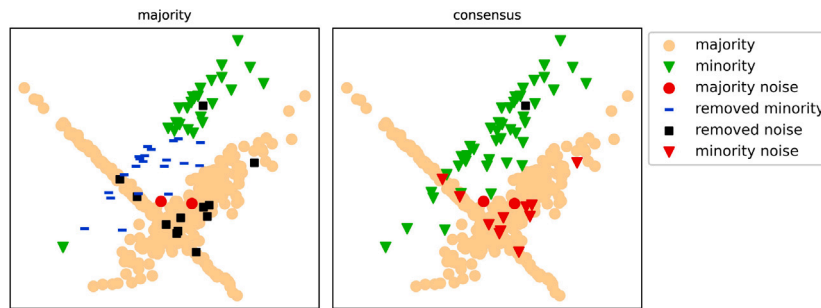 majority
consensus
majority
minority
majority noise
removed minority
removed noise
minority noise